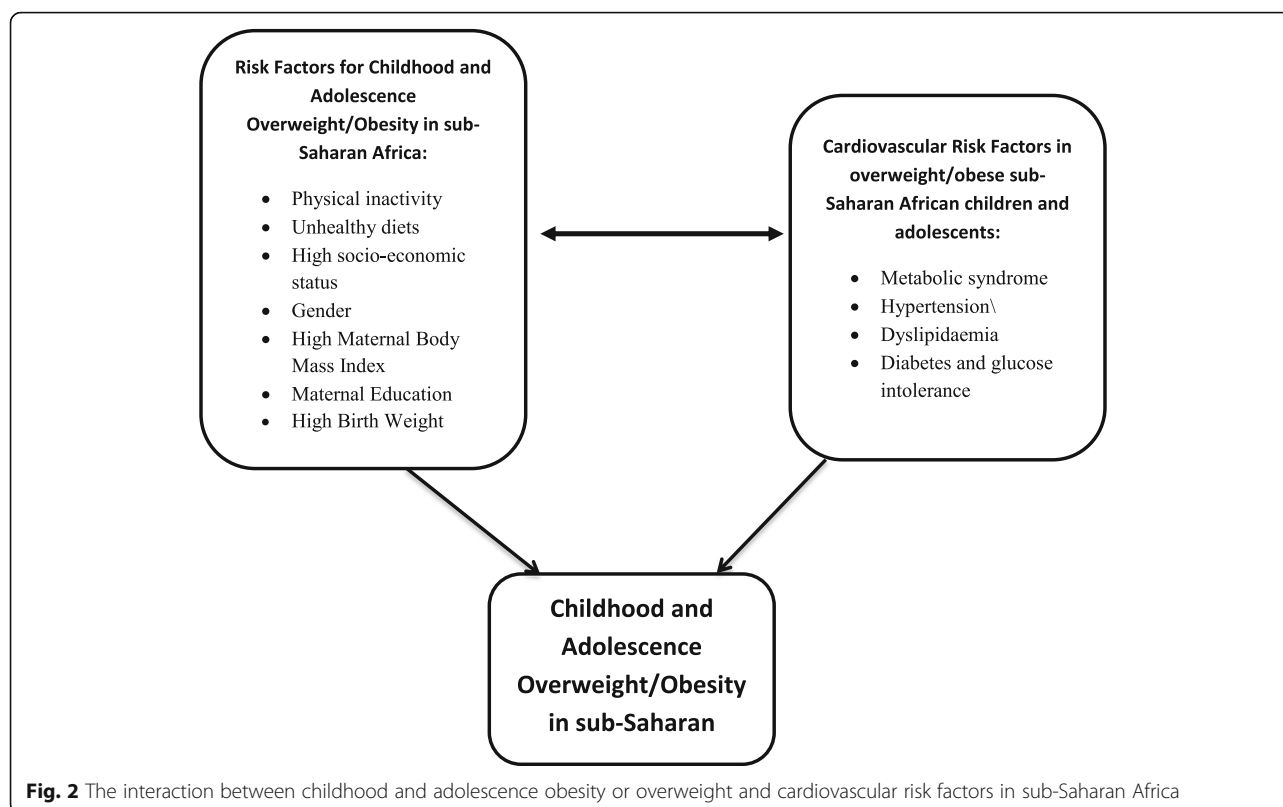 Risk Factors for Childhood and
Adolescence
Overweight/Obesity in sub-
Saharan Africa:
• Physical inactivity
• Unhealthy diets
• High socio-economic
status
• Gender
• High Maternal Body
Mass Index
• Maternal Education
• High Birth Weight
Cardiovascular Risk Factors in
overweight/obese sub-
Saharan African children and
adolescents:
• Metabolic syndrome
• Hypertension\
• Dyslipidaemia
• Diabetes and glucose
intolerance
Childhood and
Adolescence
Overweight/Obesity
in sub-Saharan
Fig. 2 The interaction between childhood and adolescence obesity or overweight and cardiovascular risk factors in sub-Saharan Africa